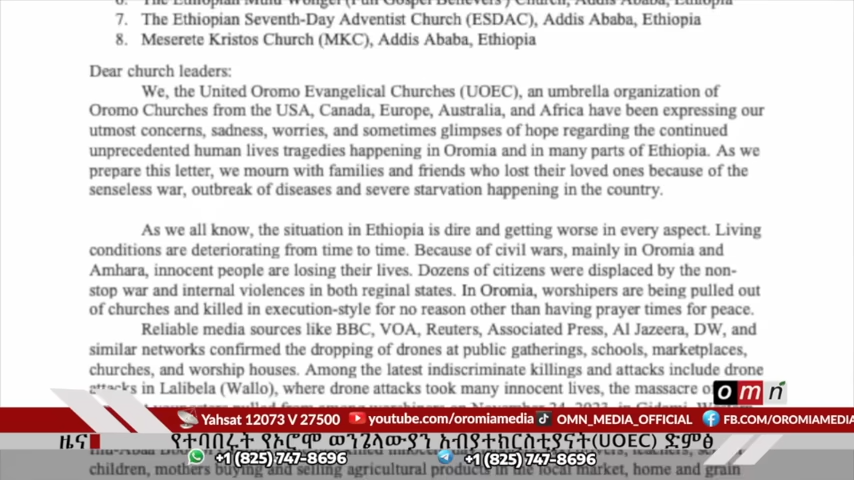 7. The Ethiopian Seventh-Day Adventist Church (ESDAC), Addis Ababa, Ethiopia
8. Meserete Kristos Church (MKC), Addis Ababa, Ethiopia
Dear church leaders:
We, the United Oromo Evangelical Churches (UOEC), an umbrella organization of
Oromo Churches from the USA, Canada, Europe, Australia, and Africa have been expressing our
utmost concerns, sadness, worries, and sometimes glimpses of hope regarding the continued
unprecedented human lives tragedies happening in Oromia and in many parts of Ethiopia. As we
prepare this letter, we mourn with families and friends who lost their loved ones because of the
senseless war, outbreak of diseases and severe starvation happening in the country.
As we all know, the situation in Ethiopia is dire and getting worse in every aspect. Living
conditions are deteriorating from time to time. Because of civil wars, mainly in Oromia and
Amhara, innocent people are losing their lives. Dozens of citizens were displaced by the non-
stop war and internal violences in both reginal states. In Oromia, worshipers are being pulled out
of churches and killed in execution-style for no reason other than having prayer times for peace.
Reliable media sources like BBC, VOA, Reuters, Associated Press, Al Jazeera, DW, and
similar networks confirmed the dropping of drones at public gatherings, schools, marketplaces,
churches, and worship houses. Among the latest indiscriminate killings and attacks include drone
attacks in Lalibela (Wallo), where drone attacks took many innocent lives, the massacre
omn
Yahsat 12073 V 27500 youtube.com/oromiamedia OMN_MEDIA_OFFICIAL FB.COM/OROMIAMEDIA
ዜና የተባበሩት የኦሮሞ ወንጌላውያን አብያተክርስቲያናት(UOEC) ድምፅ
+1 (825) 747-8696 +1 (825) 747-8696
children, mothers buying and selling agricultural products in the local market, home and grain